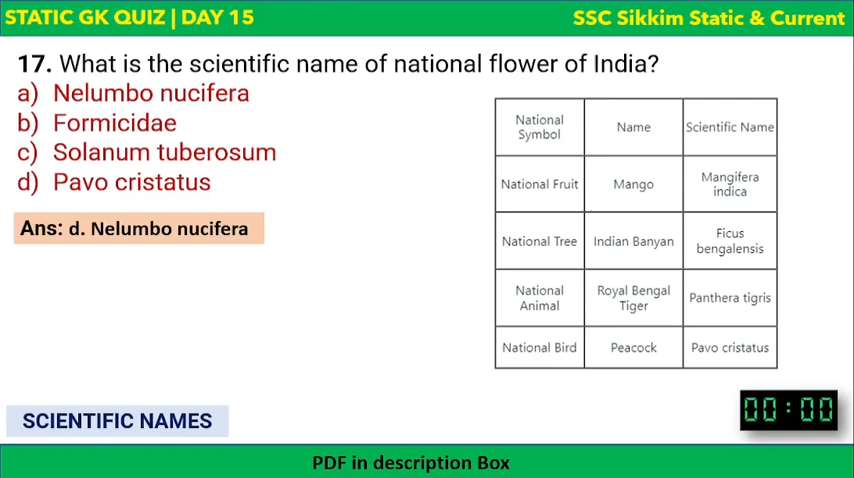 STATIC GK QUIZ | DAY 15
SSC Sikkim Static & Current
17. What is the scientific name of national flower of India?
a) Nelumbo nucifera
b) Formicidae
c) Solanum tuberosum
d) Pavo cristatus
Ans: d. Nelumbo nucifera
National
Symbol
Name
Scientific Name
National Fruit
Mango
Mangifera
indica
National Tree
Indian Banyan
Ficus
bengalensis
National
Animal
Royal Bengal
Tiger
Panthera tigris
National Bird
Peacock
Pavo cristatus
SCIENTIFIC NAMES
00:00
PDF in description Box